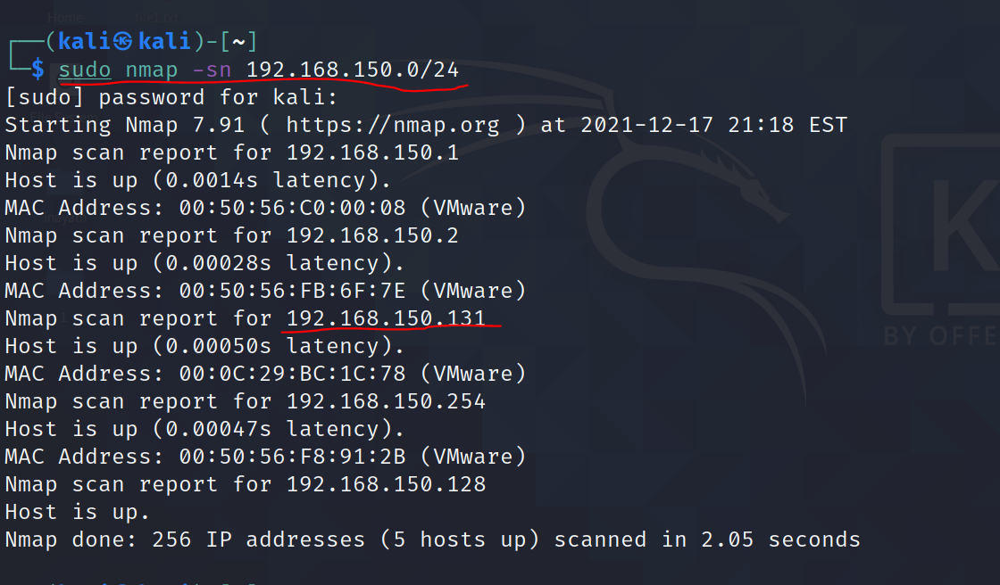 Home file1.txt
┌──(kali㉿kali)-[~]
└─$ sudo nmap -sn 192.168.150.0/24
[sudo] password for kali:
Starting Nmap 7.91 ( https://nmap.org ) at 2021-12-17 21:18 EST
Nmap scan report for 192.168.150.1
Host is up (0.0014s latency).
MAC Address: 00:50:56:C0:00:08 (VMware)
Nmap scan report for 192.168.150.2
Host is up (0.00028s latency).
MAC Address: 00:50:56:FB:6F:7E (VMware)
Nmap scan report for 192.168.150.131
Host is up (0.00050s latency).
MAC Address: 00:0C:29:BC:1C:78 (VMware)
Nmap scan report for 192.168.150.254
Host is up (0.00047s latency).
MAC Address: 00:50:56:F8:91:2B (VMware)
Nmap scan report for 192.168.150.128
Host is up.
Nmap done: 256 IP addresses (5 hosts up) scanned in 2.05 seconds
K
BY OFFE